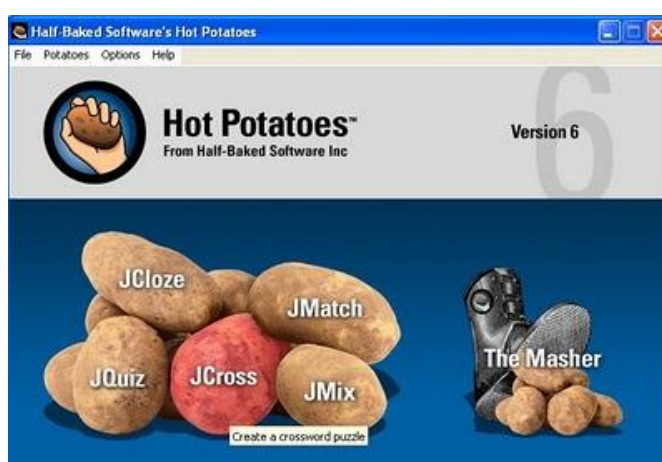 Half-Baked Software's Hot Potatoes
File Potatoes Options Help
6
Hot Potatoes™
From Half-Baked Software Inc
Version 6
JCloze
JMatch
JQuiz
JCross
JMix
The Masher
Create a crossword puzzle